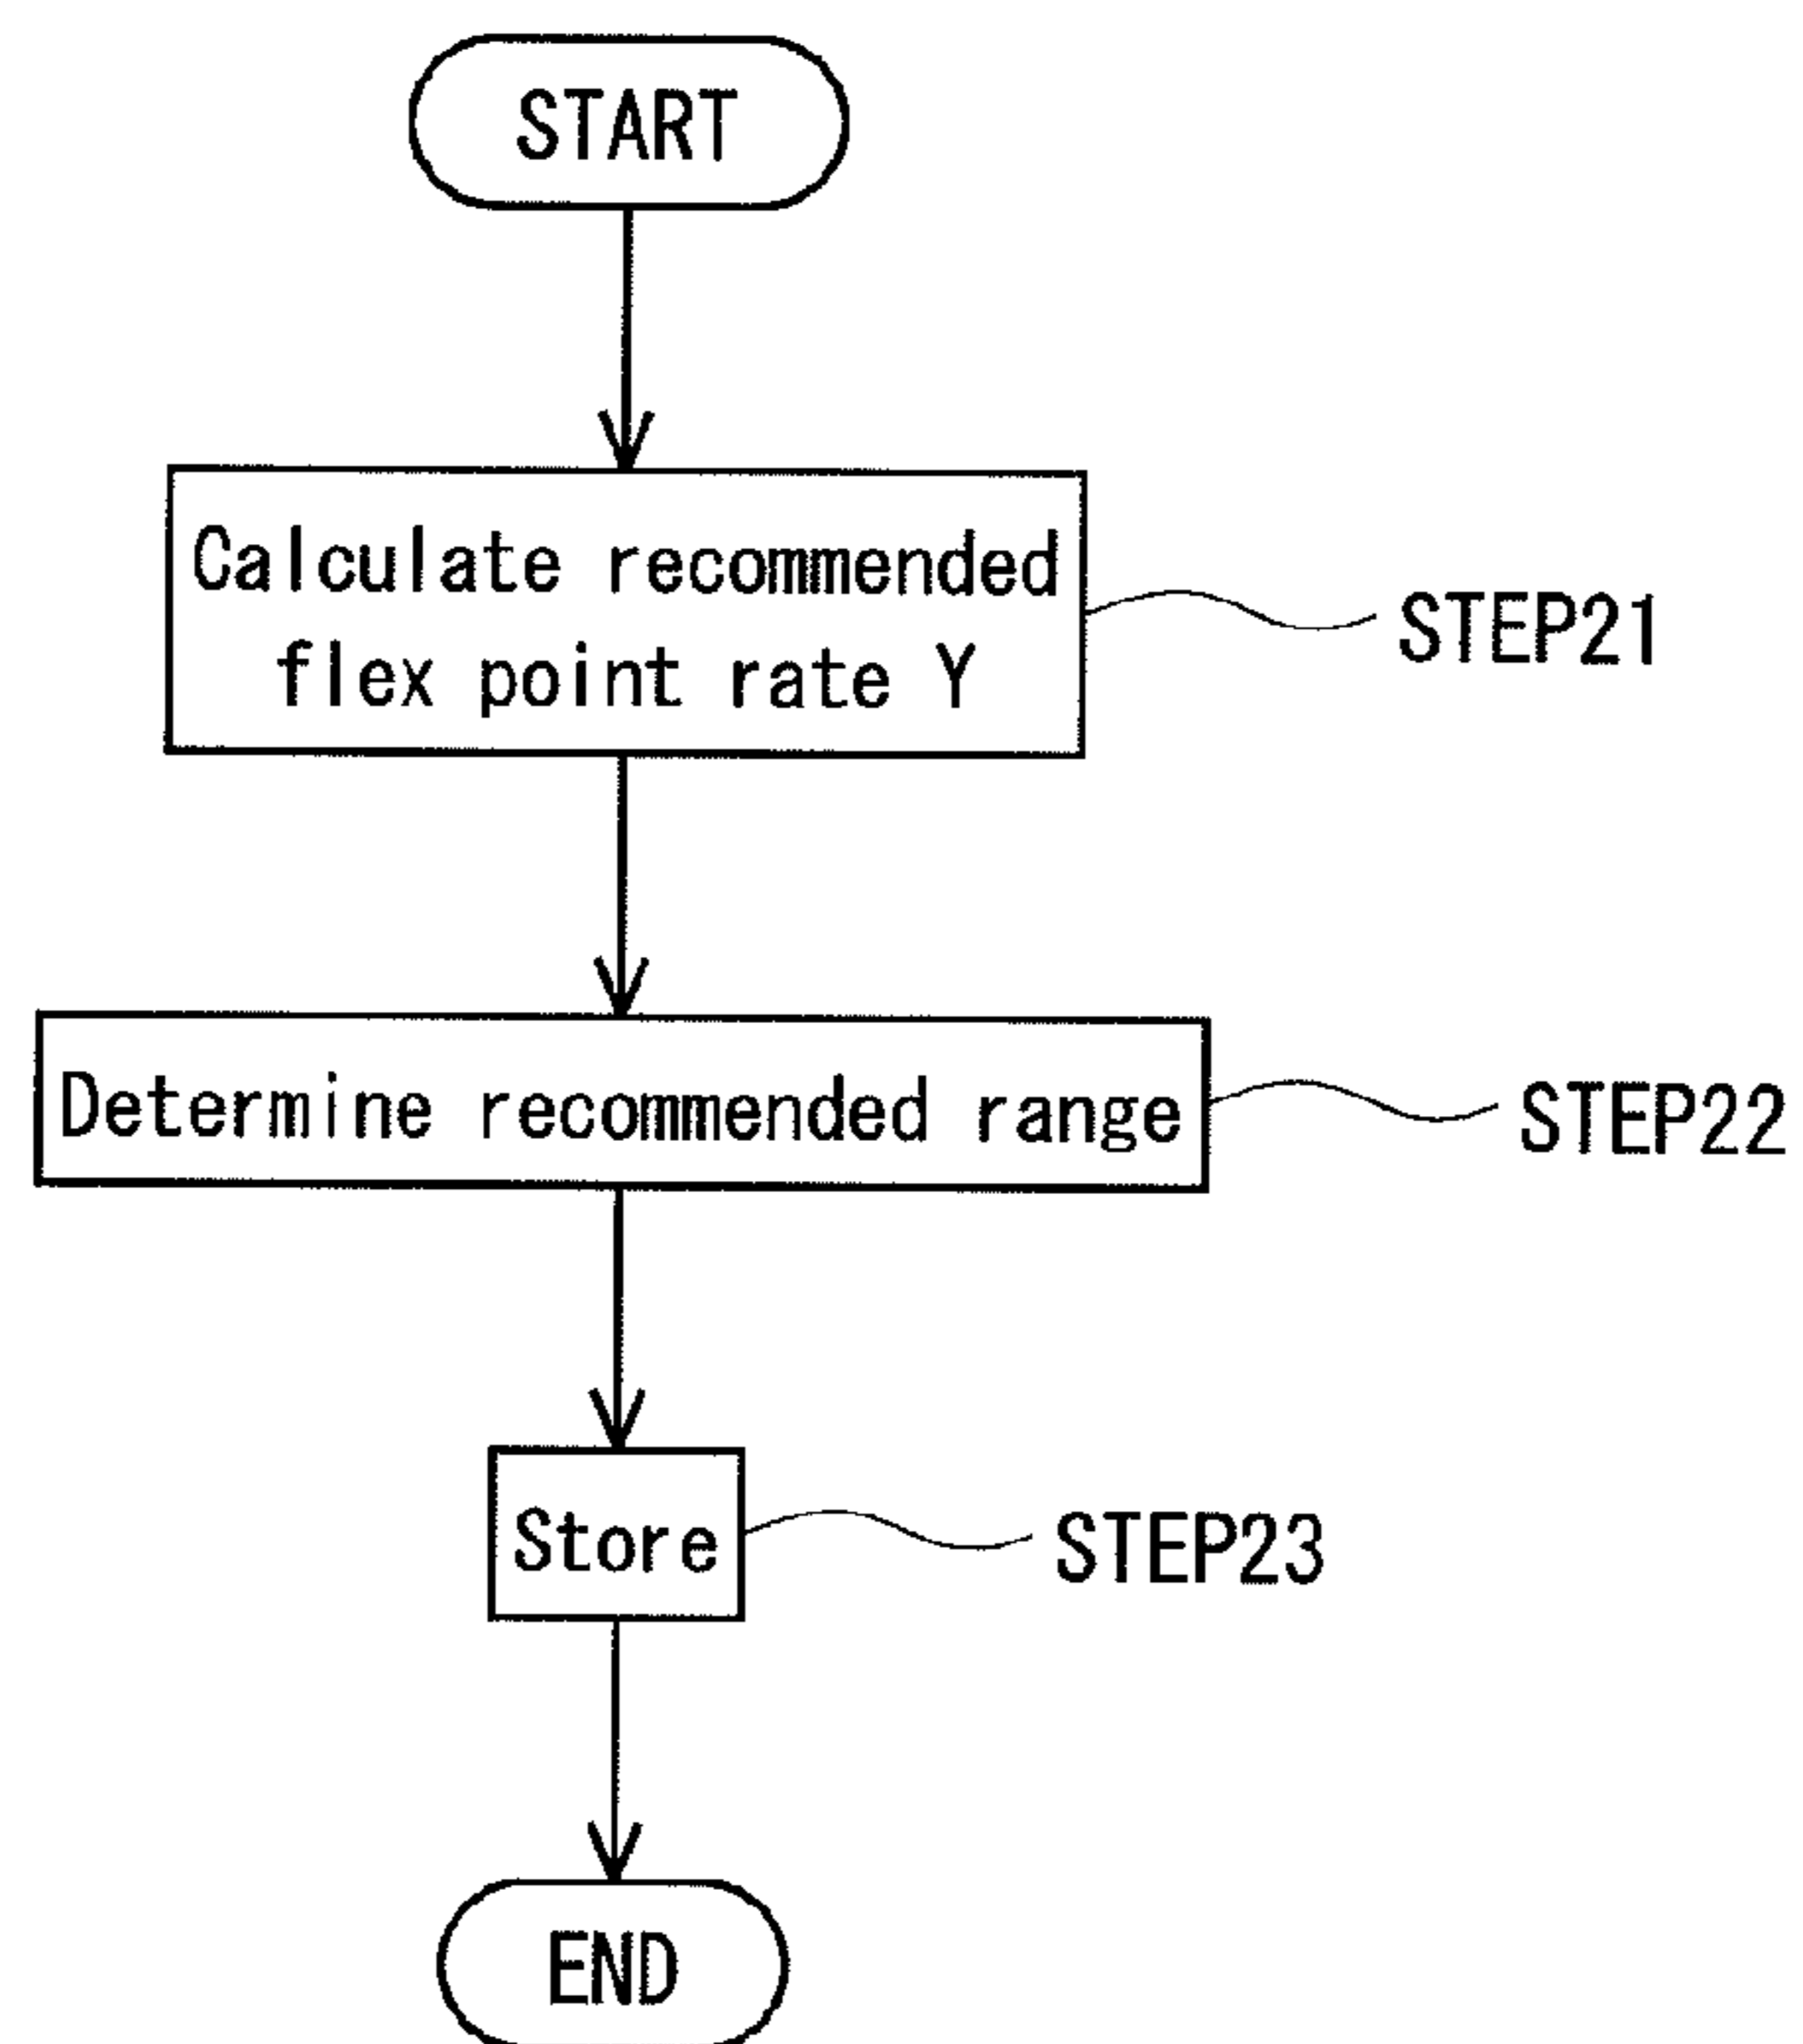 START
Calculate recommended
flex point rate Y
STEP21
Determine recommended range
STEP22
Store
STEP23
END